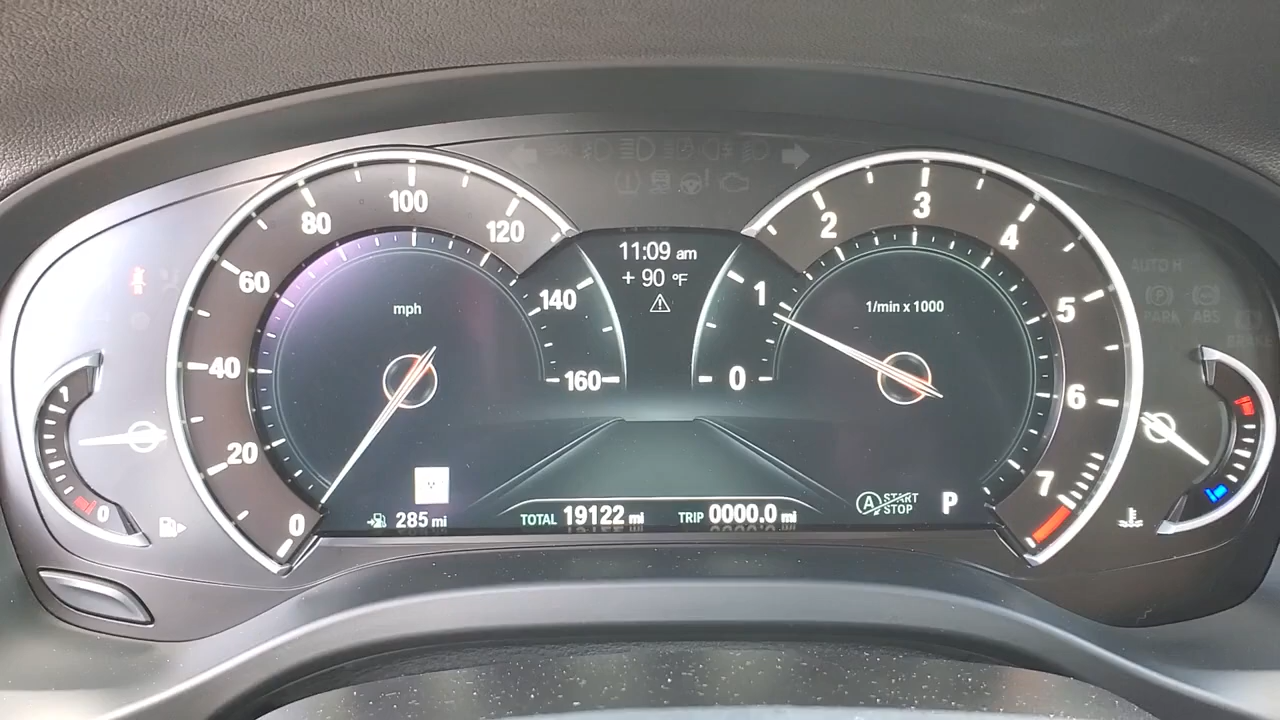 11:09 am
+ 90 °F
mph
0
20
40
60
80
100
120
140
160
1/min x 1000
0
1
2
3
4
5
6
7
AUTO H
PARK
ABS
BRAKE
1
0
285 mi
TOTAL 19122 mi
TRIP 0000.0 mi
A START
STOP
P